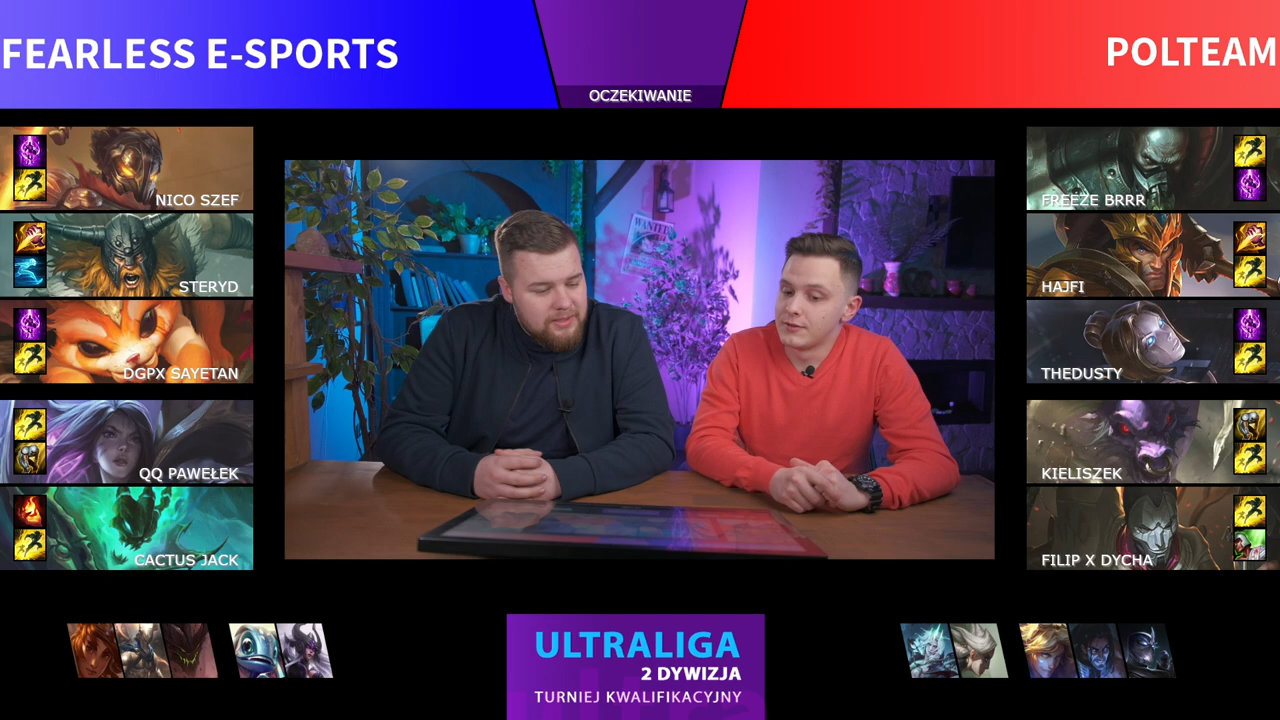 FEARLESS E-SPORTS
OCZEKIWANIE
POLTEAM
NICO SZEF
STERYD
DGPX SAYETAN
QQ PAWEŁEK
CACTUS JACK
WANTED
FREEZE BRRR
HAJFI
THEDUSTY
KIELISZEK
FILIP X DYCHA
ULTRALIGA
2 DYWIZJA
TURNIEJ KWALIFIKACYJNY